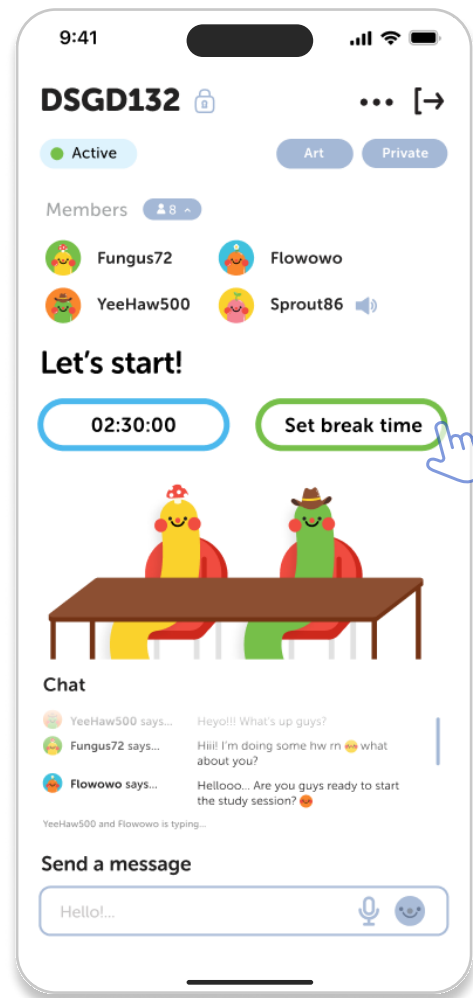 9:41
DSGD132
Active
Art
Private
Members
8
Fungus72
Flowowo
YeeHaw500
Sprout86
Let's start!
02:30:00
Set break time
Chat
YeeHaw500 says...
Heyo!!! What's up guys?
Fungus72 says...
Hiii! I'm doing some hw rn what
about you?
Flowowo says...
Hellooo... Are you guys ready to start
the study session?
YeeHaw500 and Flowowo is typing...
Send a message
Hello!...